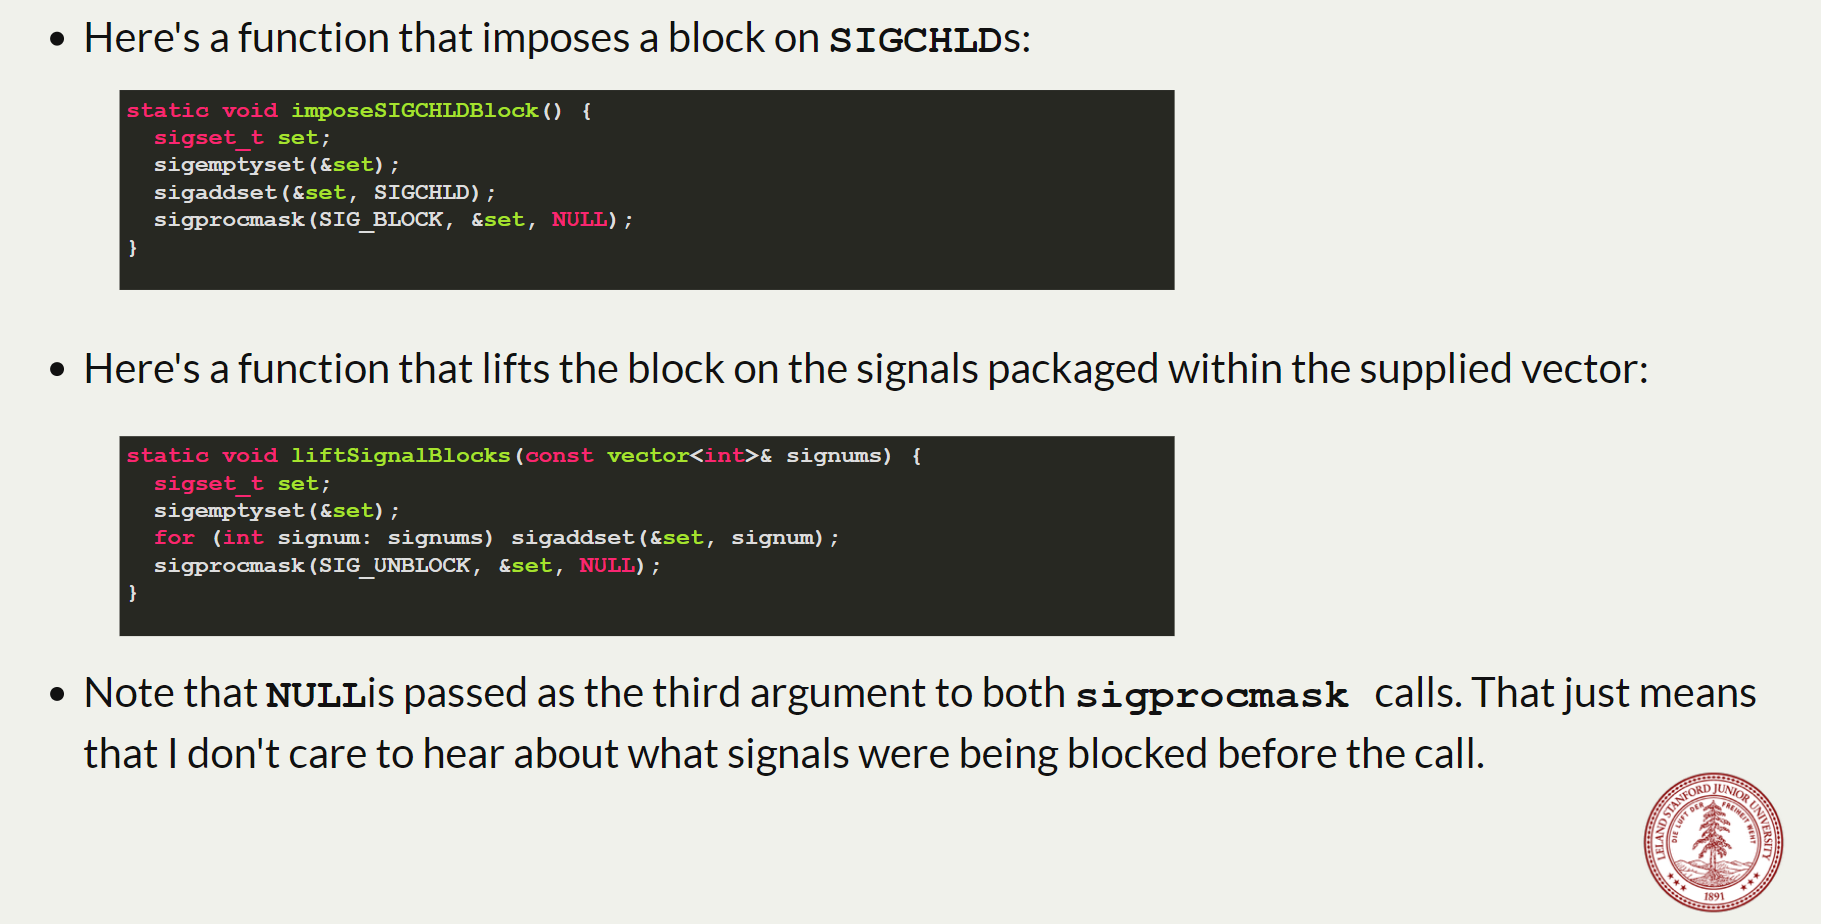 • Here's a function that imposes a block on SIGCHLDs:
static void imposeSIGCHLDBlock() {
  sigset_t set;
  sigemptyset(&set);
  sigaddset(&set, SIGCHLD);
  sigprocmask(SIG_BLOCK, &set, NULL);
}
• Here's a function that lifts the block on the signals packaged within the supplied vector:
static void liftSignalBlocks(const vector<int>& signums) {
  sigset_t set;
  sigemptyset(&set);
  for (int signum: signums) sigaddset(&set, signum);
  sigprocmask(SIG_UNBLOCK, &set, NULL);
}
• Note that NULLis passed as the third argument to both sigprocmask calls. That just means
that I don't care to hear about what signals were being blocked before the call.
LELAND STANFORD JUNIOR UNIVERSITY
DIE LUFT DER FREIHEIT WEHT
1891